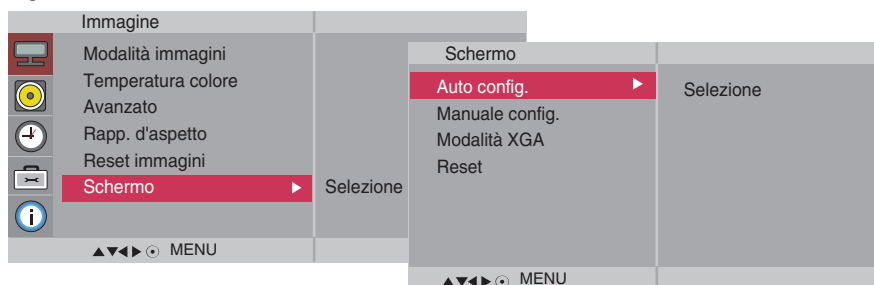 Immagine
Modalità immagini
Temperatura colore
Avanzato
Rapp. d'aspetto
Reset immagini
Schermo
Selezione
MENU
Schermo
Auto config.
Selezione
Manuale config.
Modalità XGA
Reset
MENU